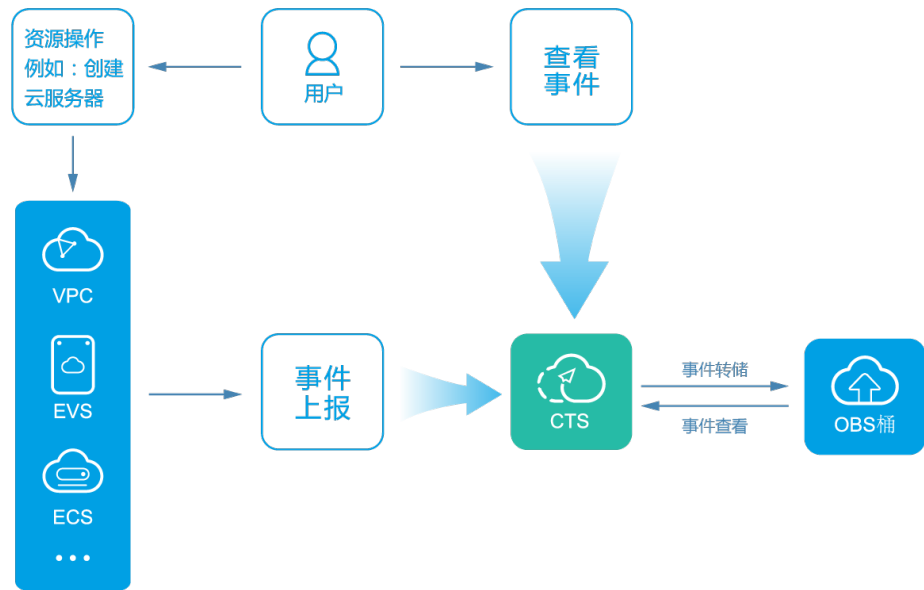 资源操作
例如：创建
云服务器
用户
查看
事件
VPC
EVS
ECS
事件
上报
CTS
事件转储
事件查看
OBS桶